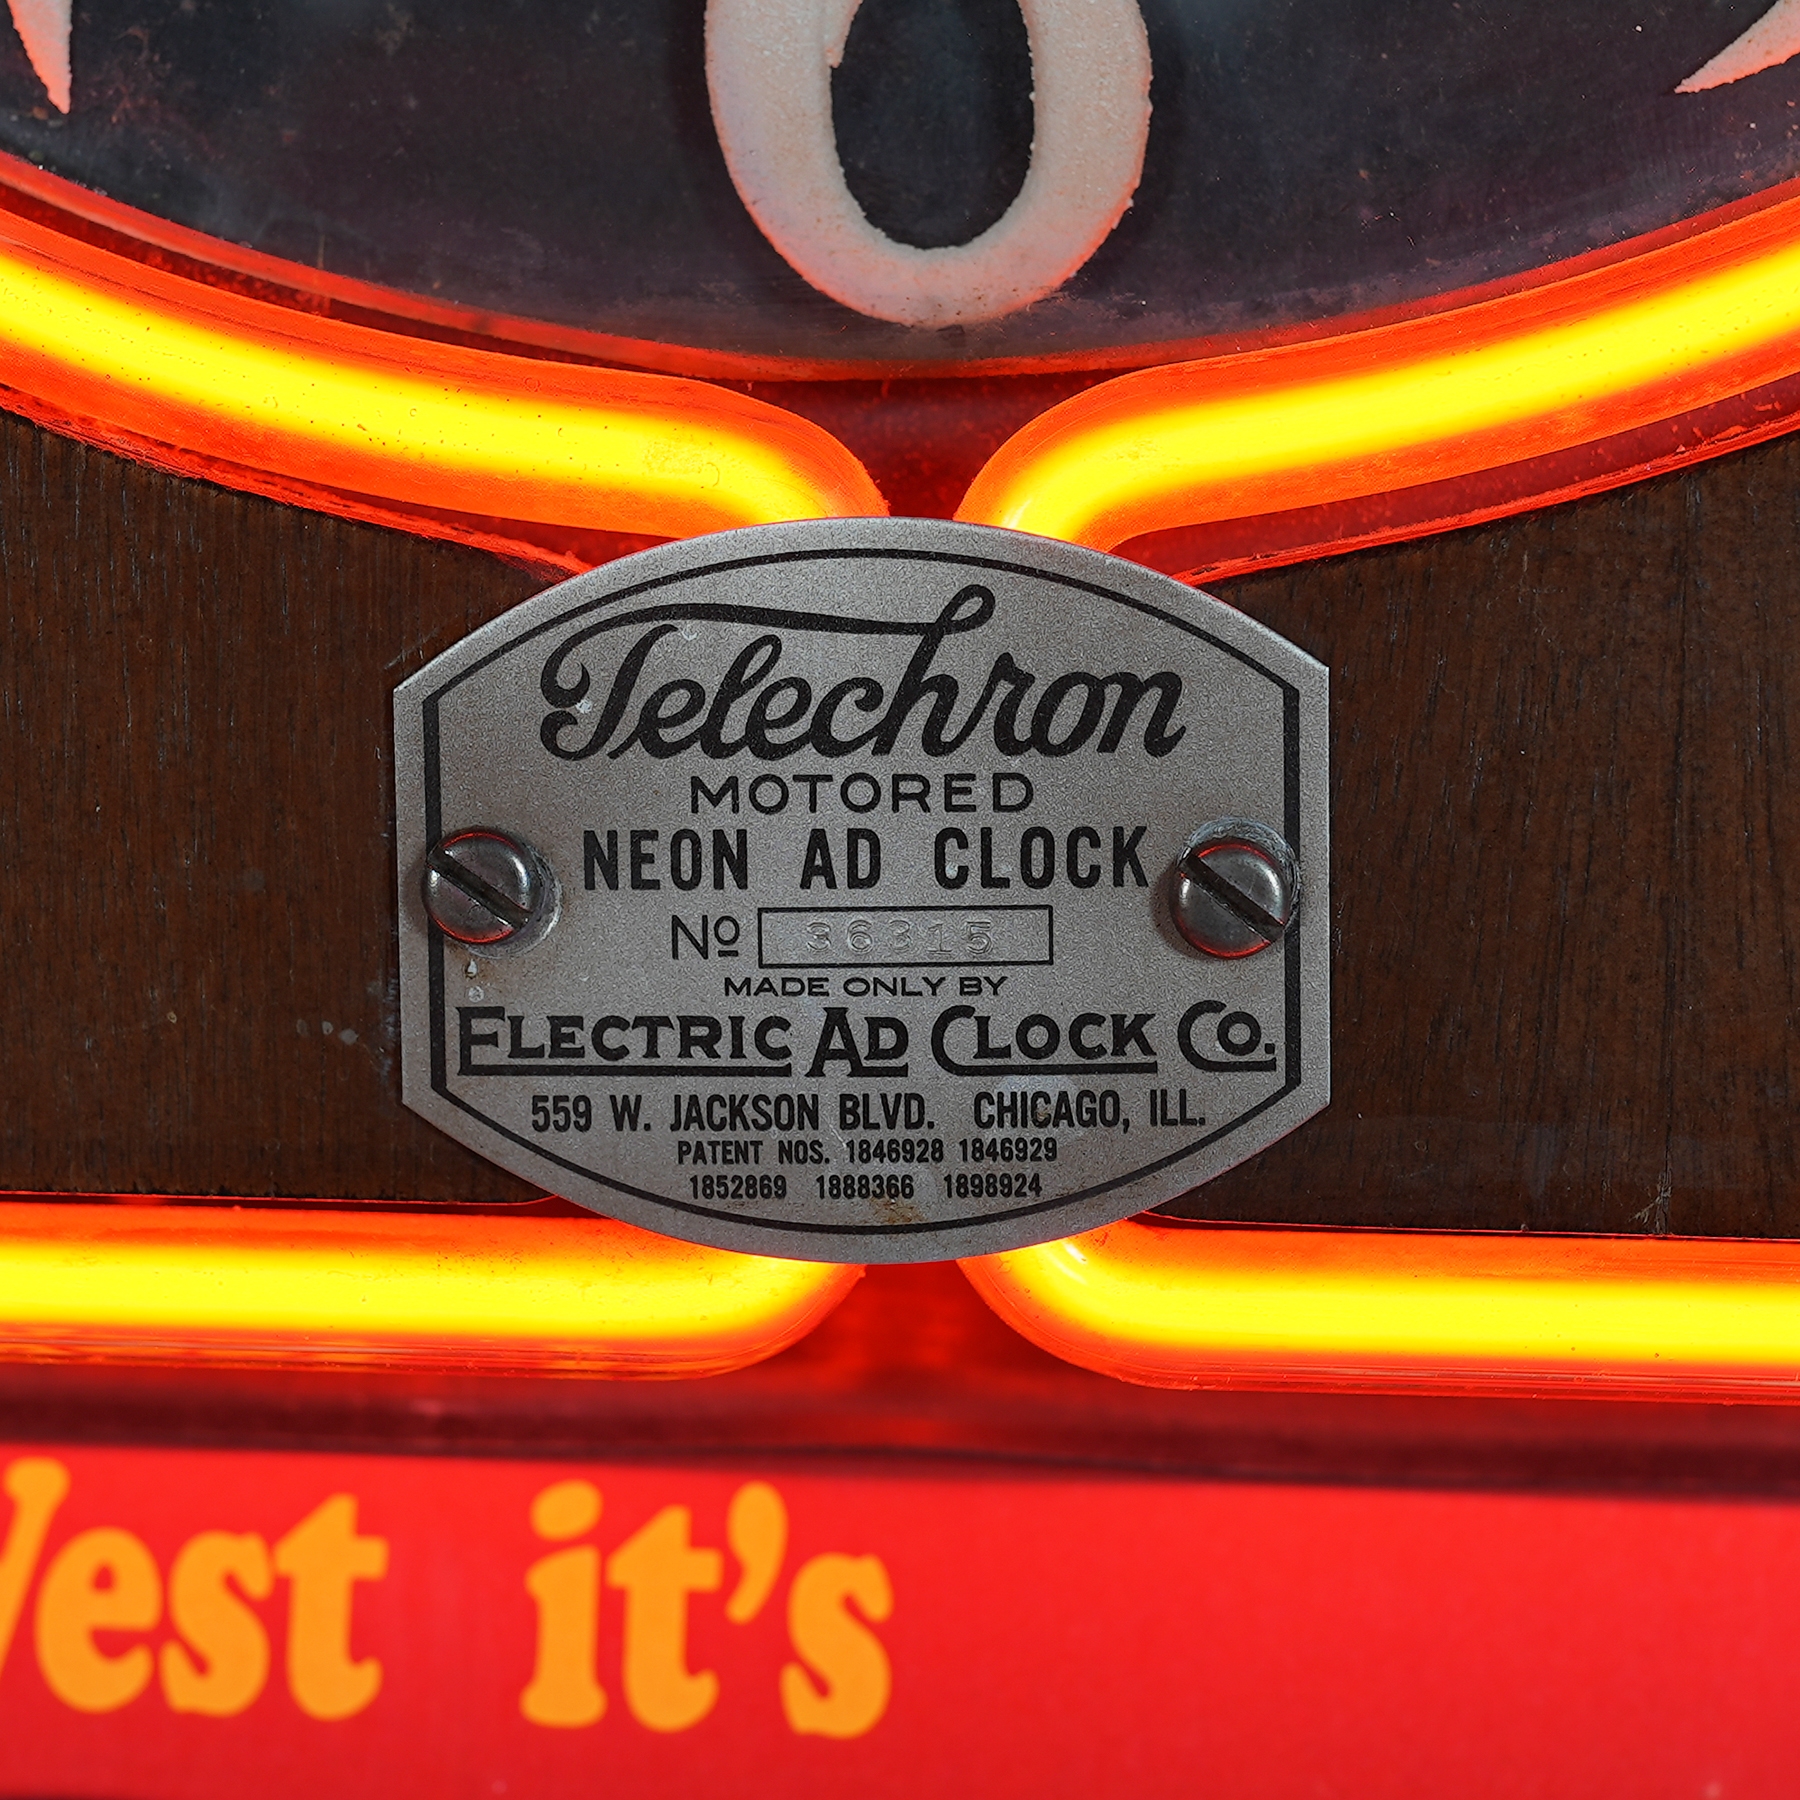 6
Telechron
MOTORED
NEON AD CLOCK
No 36315
MADE ONLY BY
ELECTRIC AD CLOCK CO.
559 W. JACKSON BLVD. CHICAGO, ILL.
PATENT NOS. 1846928 1846929
1852869 1888366 1898924
it's